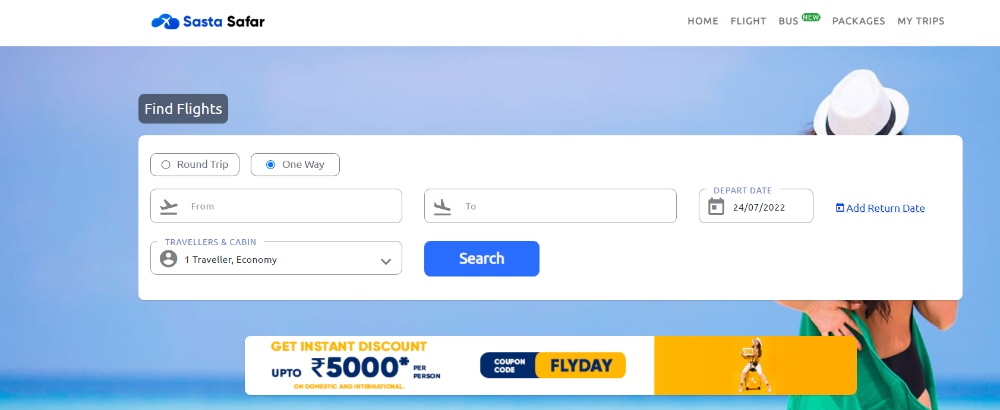 Sasta Safar
HOME FLIGHT BUS NEW PACKAGES MY TRIPS
Find Flights
Round Trip One Way
From
To
DEPART DATE
24/07/2022
Add Return Date
TRAVELLERS & CABIN
1 Traveller, Economy
Search
GET INSTANT DISCOUNT
UPTO ₹5000* PER PERSON
ON DOMESTIC AND INTERNATIONAL.
COUPON CODE
FLYDAY